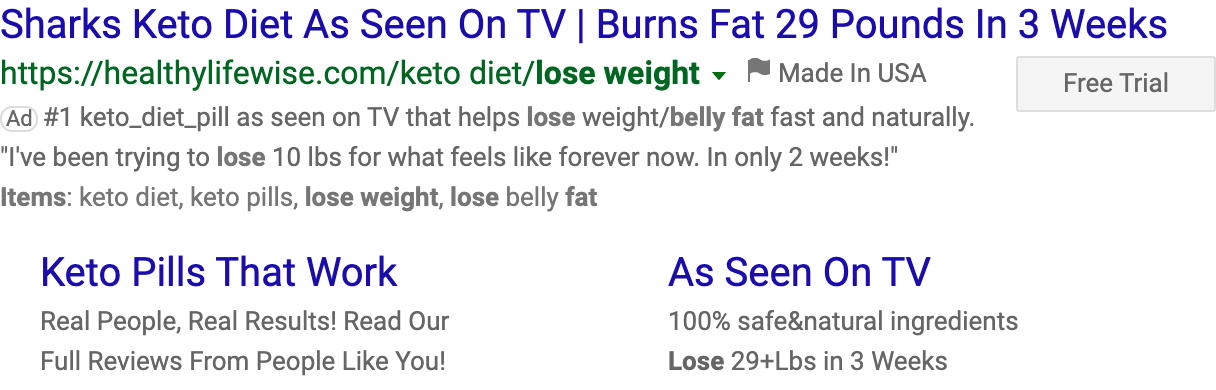 Sharks Keto Diet As Seen On TV | Burns Fat 29 Pounds In 3 Weeks
https://healthylifewise.com/keto diet/lose weight Made In USA
Free Trial
Ad #1 keto_diet_pill as seen on TV that helps lose weight/belly fat fast and naturally.
"I've been trying to lose 10 lbs for what feels like forever now. In only 2 weeks!"
Items: keto diet, keto pills, lose weight, lose belly fat
Keto Pills That Work
Real People, Real Results! Read Our
Full Reviews From People Like You!
As Seen On TV
100% safe&natural ingredients
Lose 29+Lbs in 3 Weeks